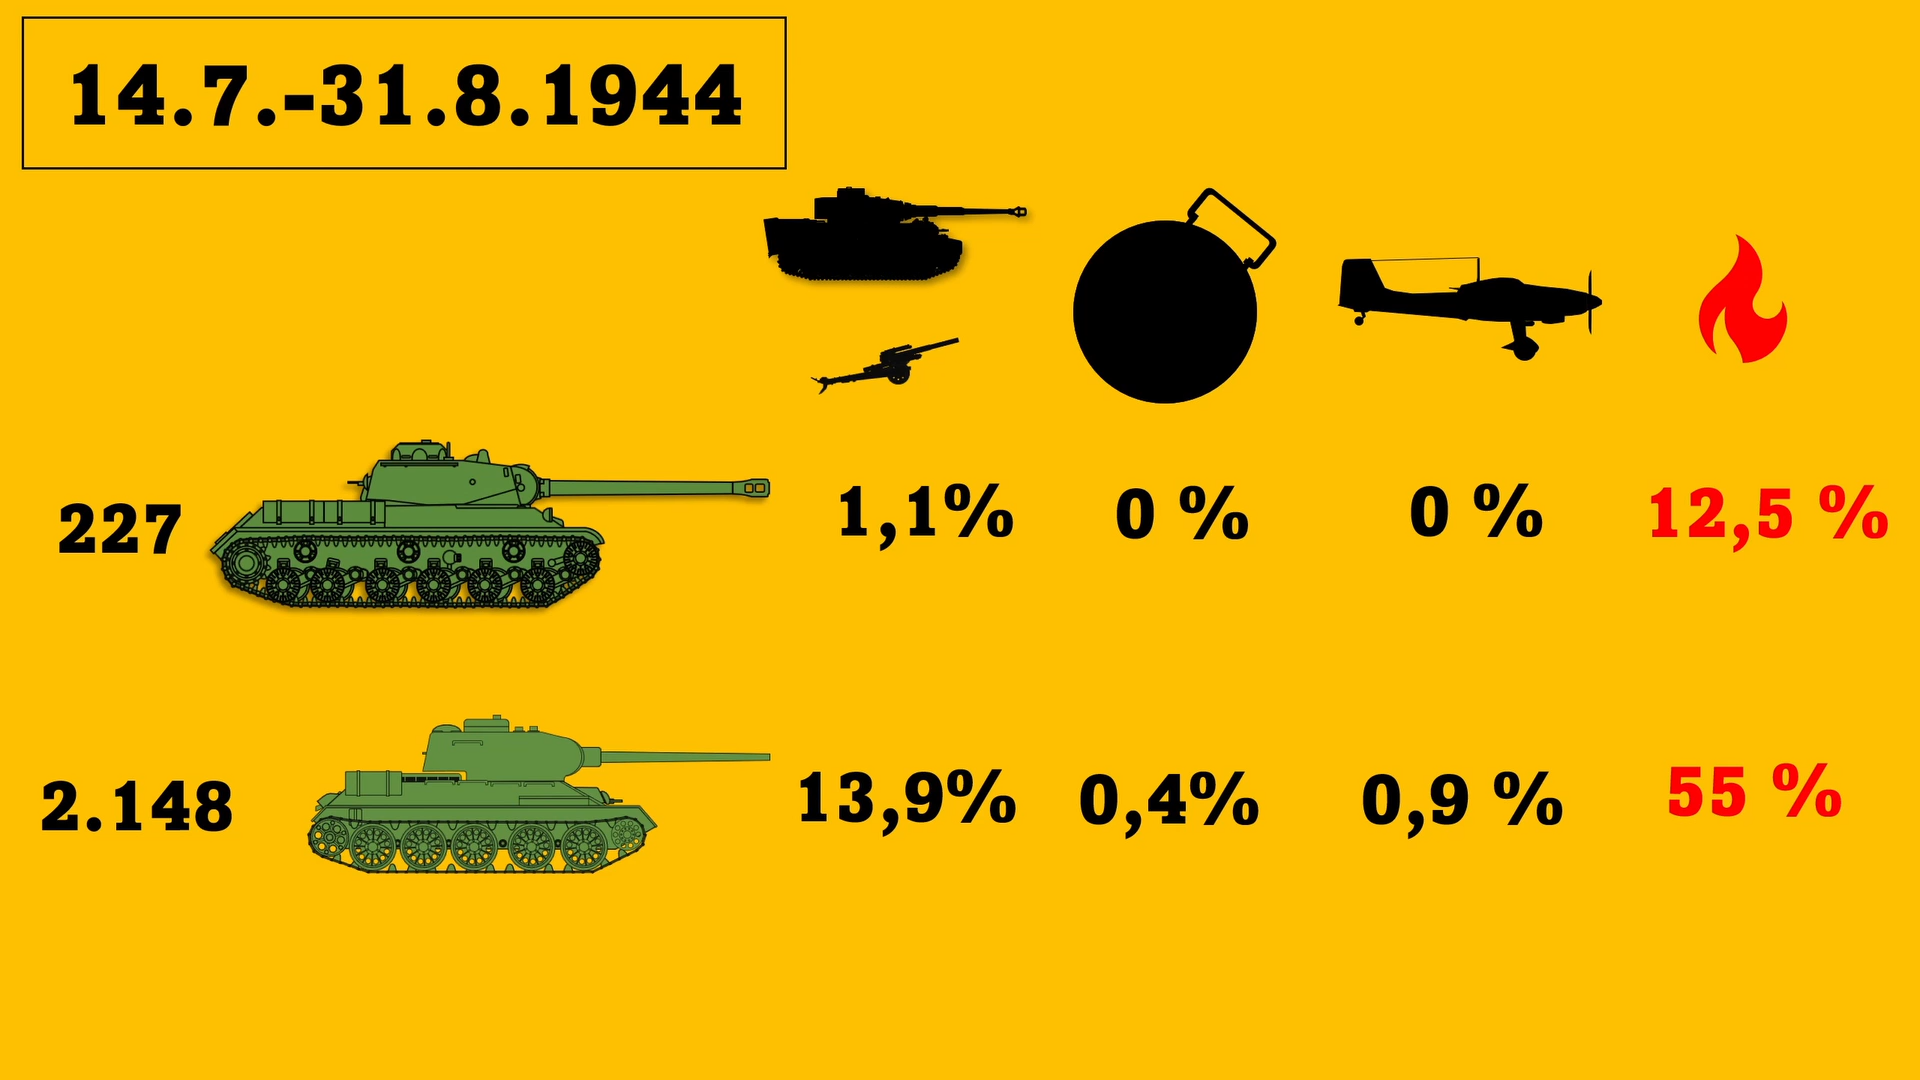 14.7.-31.8.1944
227 1,1% 0 % 0 % 12,5 %
2.148 13,9% 0,4% 0,9 % 55 %